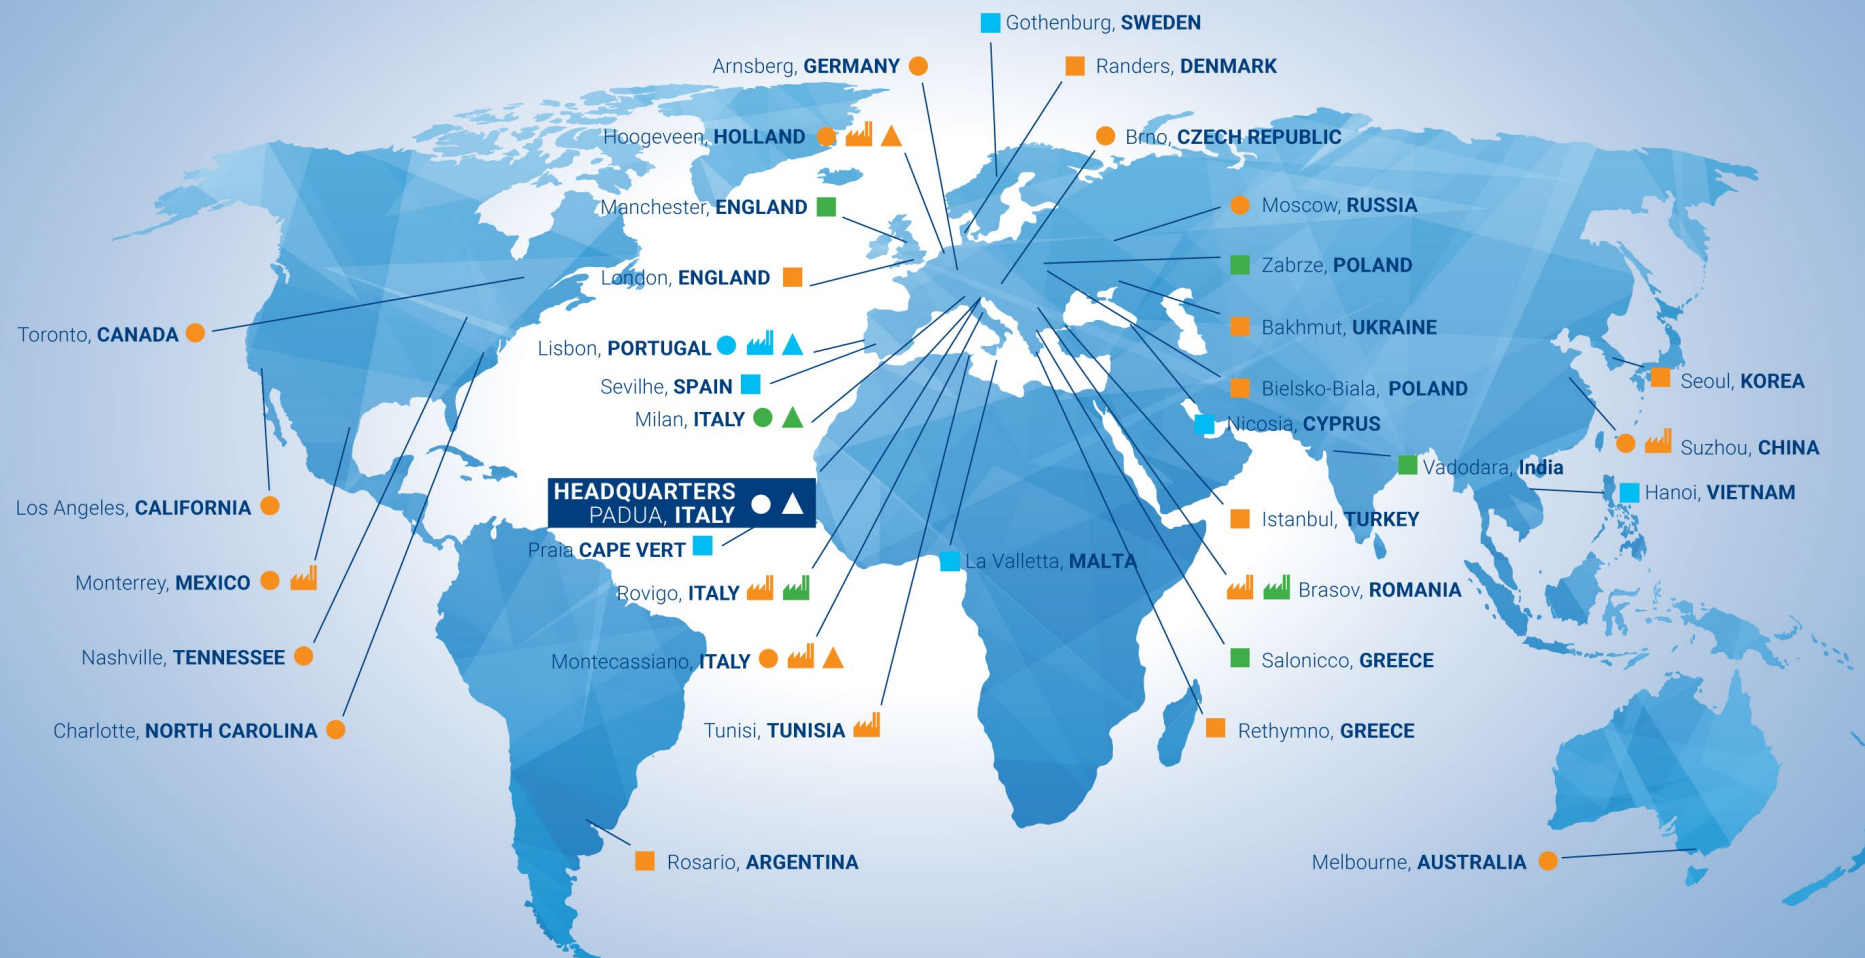 Gothenburg, SWEDEN
Arnsberg, GERMANY
Randers, DENMARK
Hoogeveen, HOLLAND
Brno, CZECH REPUBLIC
Manchester, ENGLAND
Moscow, RUSSIA
London, ENGLAND
Zabrze, POLAND
Toronto, CANADA
Bakhmut, UKRAINE
Lisbon, PORTUGAL
Sevilhe, SPAIN
Bielsko-Biala, POLAND
Seoul, KOREA
Milan, ITALY
Nicosia, CYPRUS
Suzhou, CHINA
Vadodara, India
HEADQUARTERS
PADUA, ITALY
Hanoi, VIETNAM
Los Angeles, CALIFORNIA
Istanbul, TURKEY
Praia CAPE VERT
La Valletta, MALTA
Monterrey, MEXICO
Rovigo, ITALY
Brasov, ROMANIA
Nashville, TENNESSEE
Montecassiano, ITALY
Salonicco, GREECE
Charlotte, NORTH CAROLINA
Tunisi, TUNISIA
Rethymno, GREECE
Rosario, ARGENTINA
Melbourne, AUSTRALIA